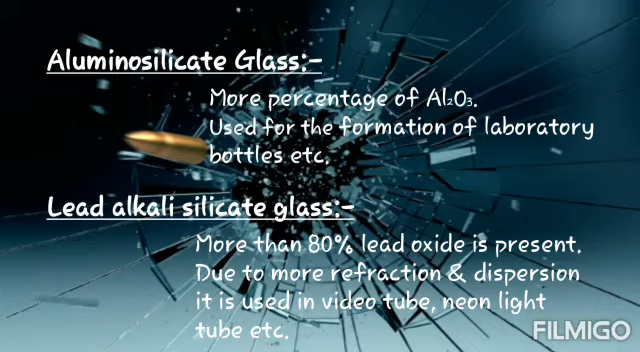 Aluminosilicate Glass:-
More percentage of Al₂O₃.
Used for the formation of laboratory
bottles etc.
Lead alkali silicate glass:-
More than 80% lead oxide is present.
Due to more refraction & dispersion
it is used in video tube, neon light
tube etc.
FILMIGO